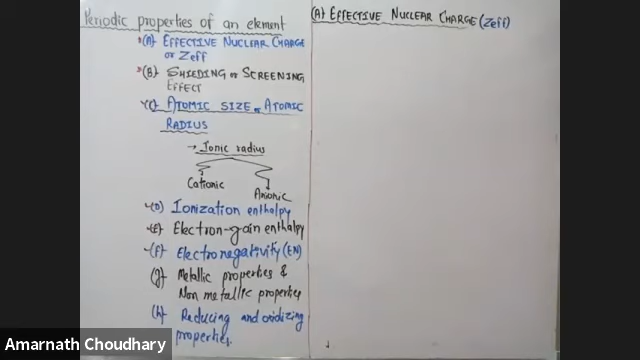 Periodic properties of an element
(A) EFFECTIVE NUCLEAR CHARGE
or Zeff
(B) SHIEDING or SCREENING
EFFECT
(C) ATOMIC SIZE or ATOMIC
RADIUS
→ Ionic radius
Cationic
Anionic
(D) Ionization enthalpy
(E) Electron-gain enthalpy
(F) Electronegativity (EN)
(g) Metallic properties &
Non metallic properties
(h) Reducing and oxidizing
properties.
(A) EFFECTIVE NUCLEAR CHARGE (Zeff)
Amarnath Choudhary